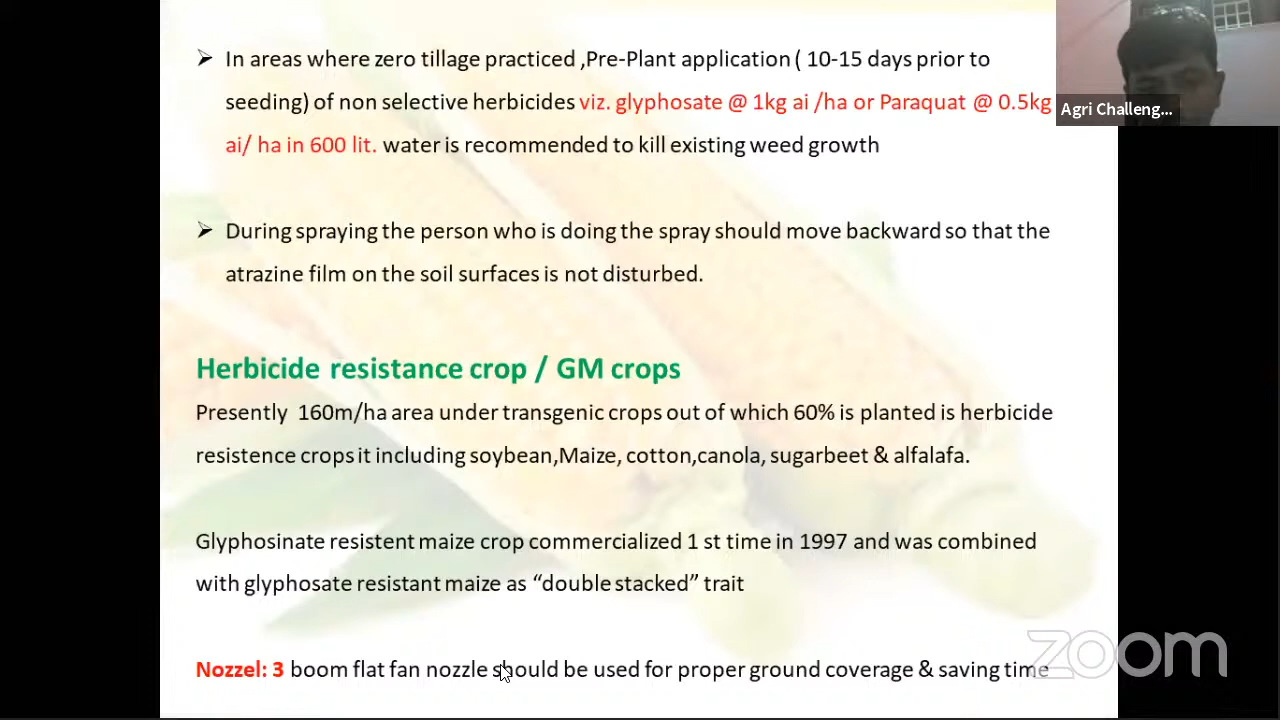 In areas where zero tillage practiced ,Pre-Plant application ( 10-15 days prior to
seeding) of non selective herbicides viz. glyphosate @ 1kg ai /ha or Paraquat @ 0.5kg
ai/ ha in 600 lit. water is recommended to kill existing weed growth
Agri Challeng...
During spraying the person who is doing the spray should move backward so that the
atrazine film on the soil surfaces is not disturbed.
Herbicide resistance crop / GM crops
Presently 160m/ha area under transgenic crops out of which 60% is planted is herbicide
resistence crops it including soybean,Maize, cotton,canola, sugarbeet & alfalafa.
Glyphosinate resistent maize crop commercialized 1 st time in 1997 and was combined
with glyphosate resistant maize as “double stacked” trait
Nozzel: 3 boom flat fan nozzle should be used for proper ground coverage & saving time
zoom